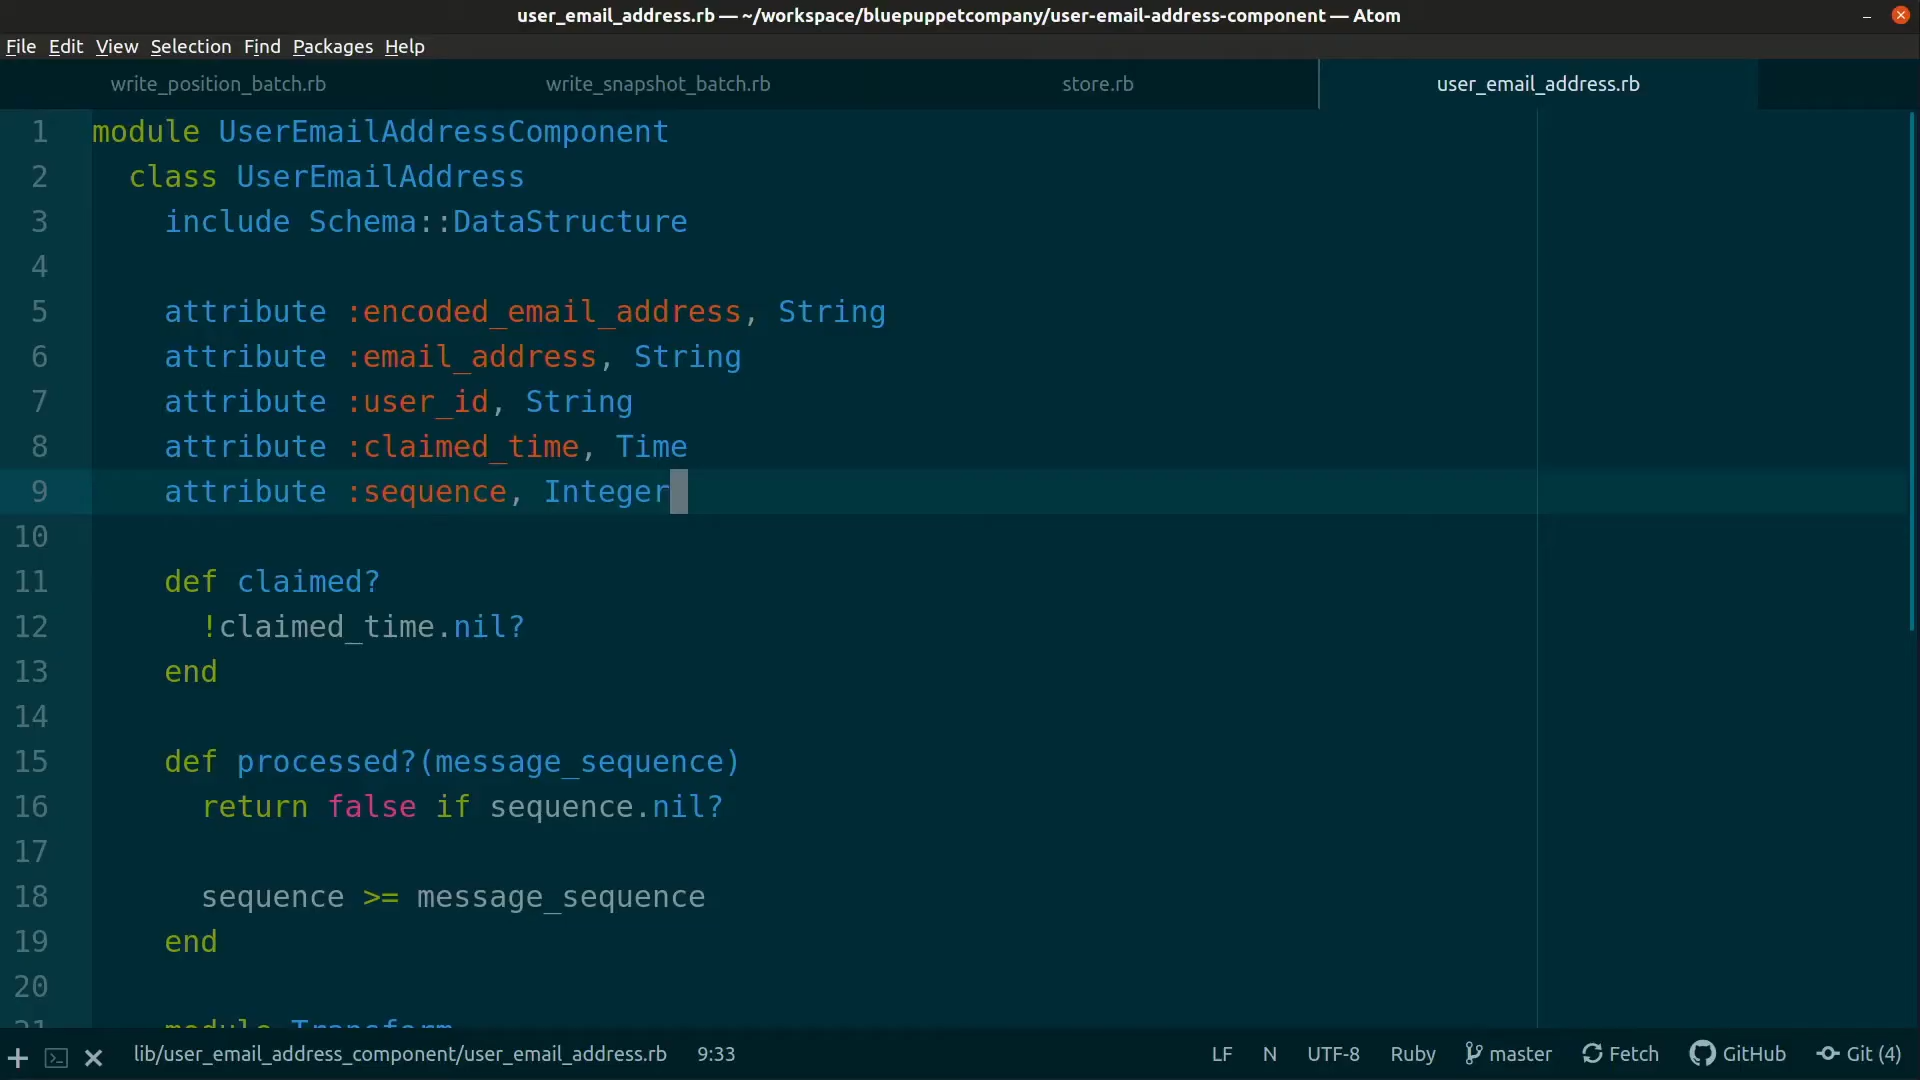 user_email_address.rb — ~/workspace/bluepuppetcompany/user-email-address-component — Atom
File Edit View Selection Find Packages Help
write_position_batch.rb write_snapshot_batch.rb store.rb user_email_address.rb
1 module UserEmailAddressComponent
2 class UserEmailAddress
3 include Schema::DataStructure
4
5 attribute :encoded_email_address, String
6 attribute :email_address, String
7 attribute :user_id, String
8 attribute :claimed_time, Time
9 attribute :sequence, Integer
10
11 def claimed?
12 !claimed_time.nil?
13 end
14
15 def processed?(message_sequence)
16 return false if sequence.nil?
17
18 sequence >= message_sequence
19 end
20
21 module Transform
lib/user_email_address_component/user_email_address.rb 9:33 LF N UTF-8 Ruby master Fetch GitHub Git (4)